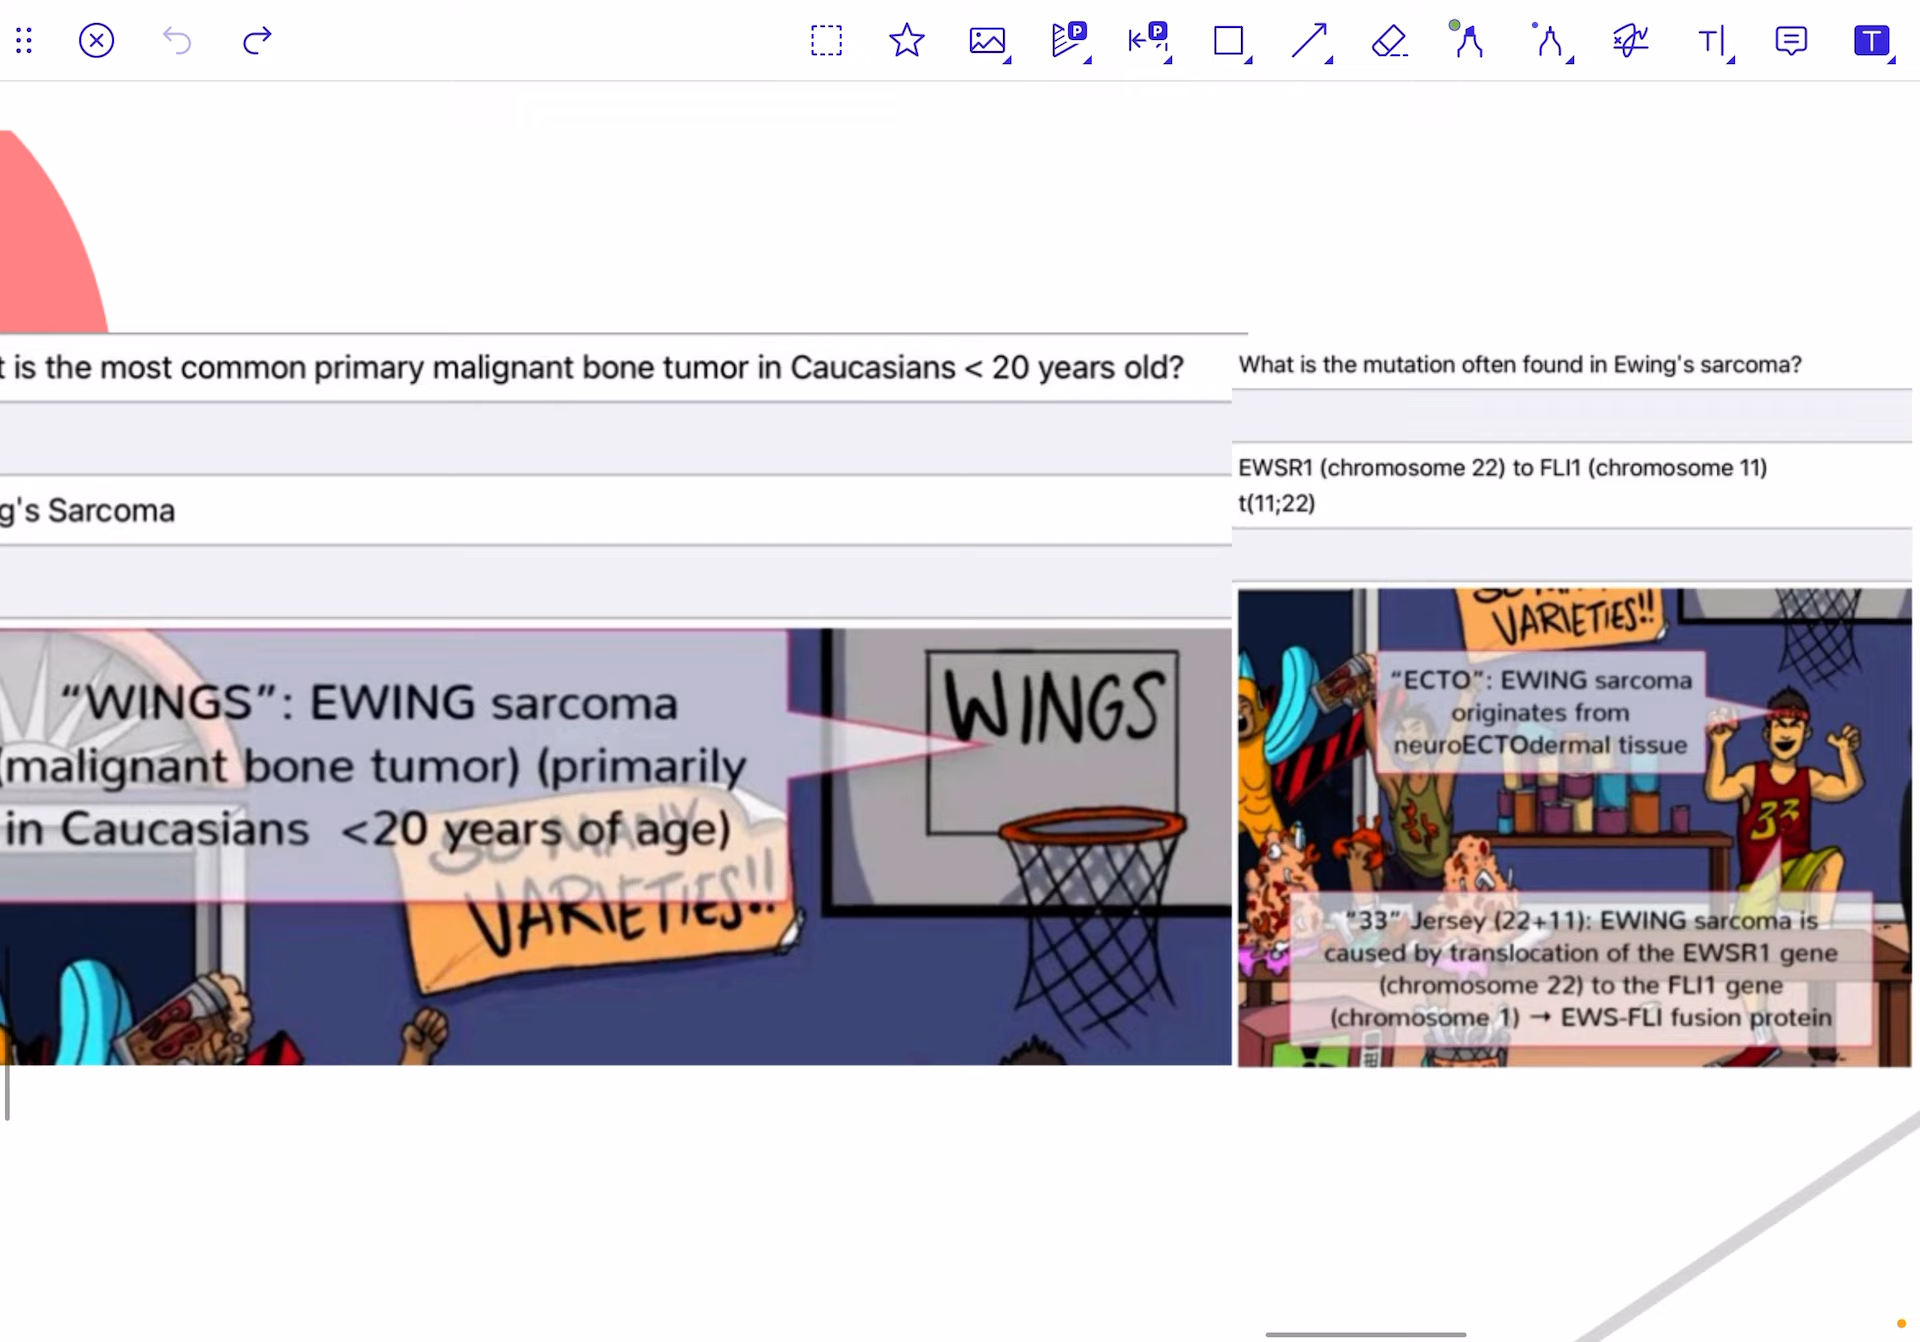 t is the most common primary malignant bone tumor in Caucasians < 20 years old?
g's Sarcoma
“WINGS”: EWING sarcoma
(malignant bone tumor) (primarily
in Caucasians <20 years of age)
SO MANY
VARIETIES!!
WINGS
What is the mutation often found in Ewing's sarcoma?
EWSR1 (chromosome 22) to FLI1 (chromosome 11)
t(11;22)
VARIETIES!!
“ECTO”: EWING sarcoma
originates from
neuroECTOdermal tissue
33
“33” Jersey (22+11): EWING sarcoma is
caused by translocation of the EWSR1 gene
(chromosome 22) to the FLI1 gene
(chromosome 1) → EWS-FLI fusion protein